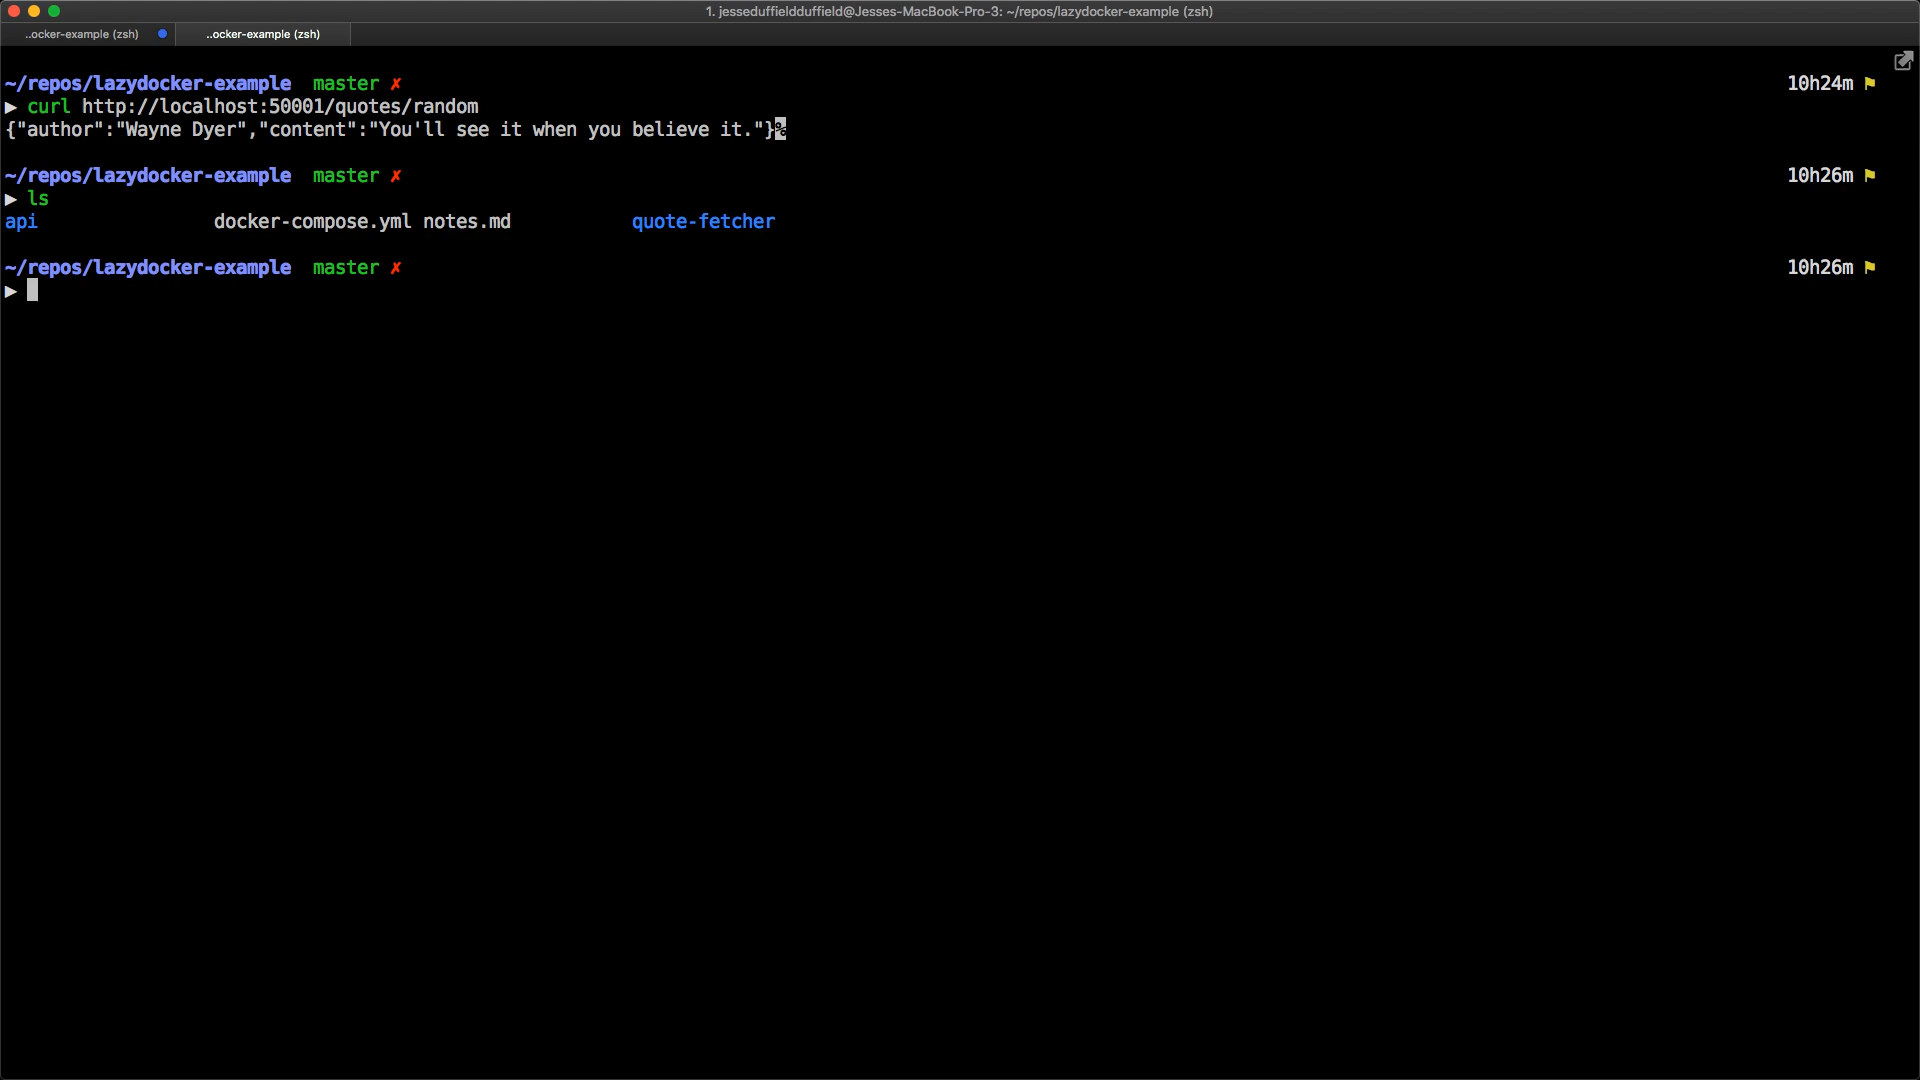 1. jesseduffieldduffield@Jesses-MacBook-Pro-3: ~/repos/lazydocker-example (zsh)
..ocker-example (zsh) ..ocker-example (zsh)
~/repos/lazydocker-example master ✗ 10h24m ⚑
▶ curl http://localhost:50001/quotes/random
{"author":"Wayne Dyer","content":"You'll see it when you believe it."}%
~/repos/lazydocker-example master ✗ 10h26m ⚑
▶ ls
api docker-compose.yml notes.md quote-fetcher
~/repos/lazydocker-example master ✗ 10h26m ⚑
▶